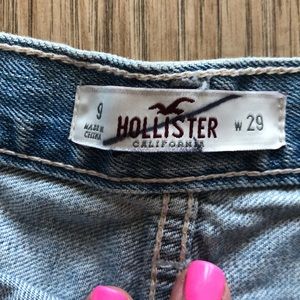 9
MADE IN
CHINA
HOLLISTER
CALIFORNIA
W 29